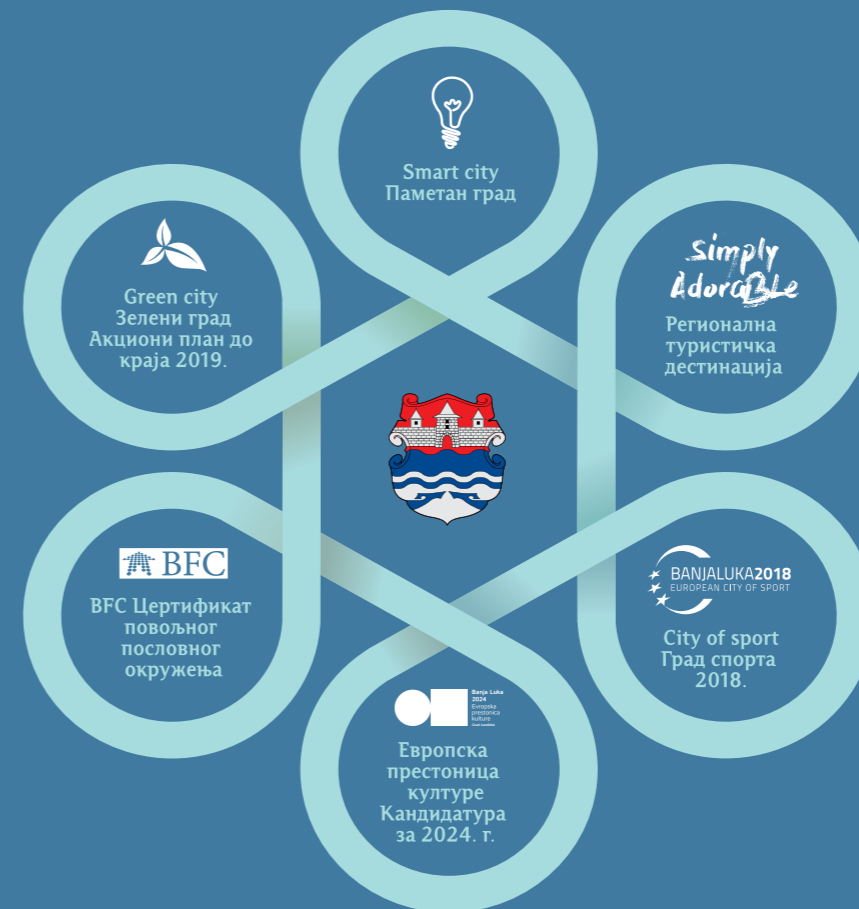 Smart city
Паметан град
Green city
Зелени град
Акциони план до
краја 2019.
Simply
Adorable
Регионална
туристичка
дестинација
BFC
BFC Цертификат
повољног
пословног
окружења
BANJALUKA2018
EUROPEAN CITY OF SPORT
City of sport
Град спорта
2018.
Banja Luka
2024
Evropska
prestonica
kulture
Европска
престоница
културе
Кандидатура
за 2024. г.